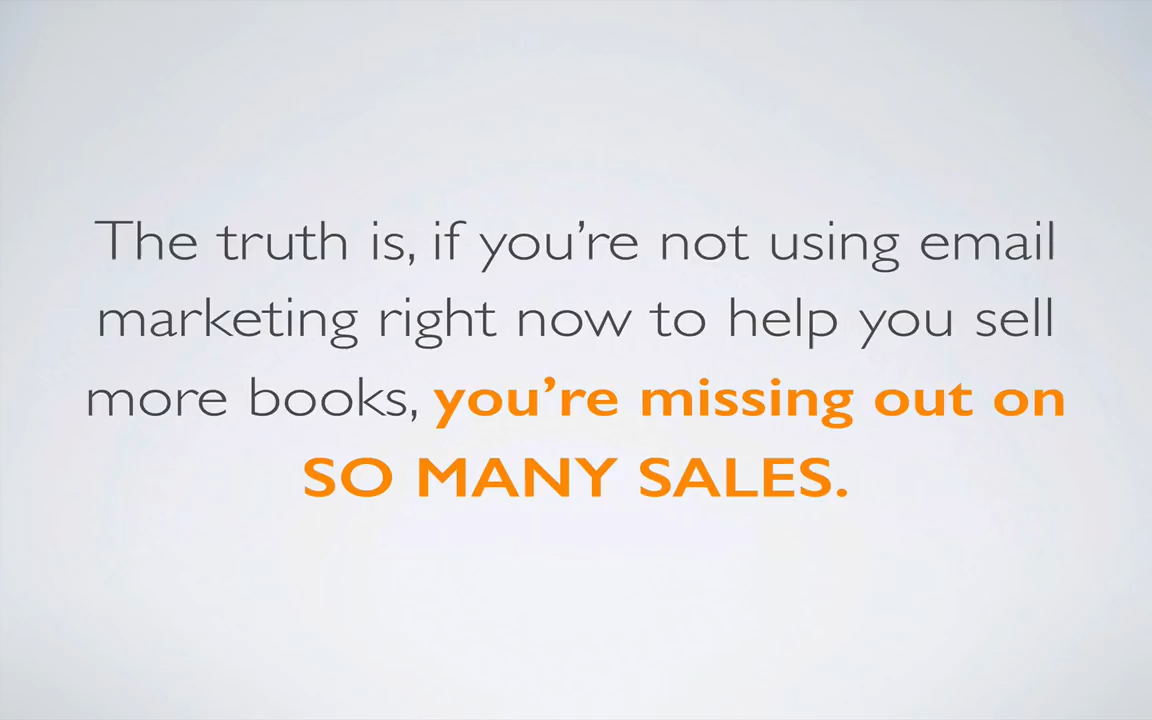 The truth is, if you’re not using email
marketing right now to help you sell
more books, you’re missing out on
SO MANY SALES.